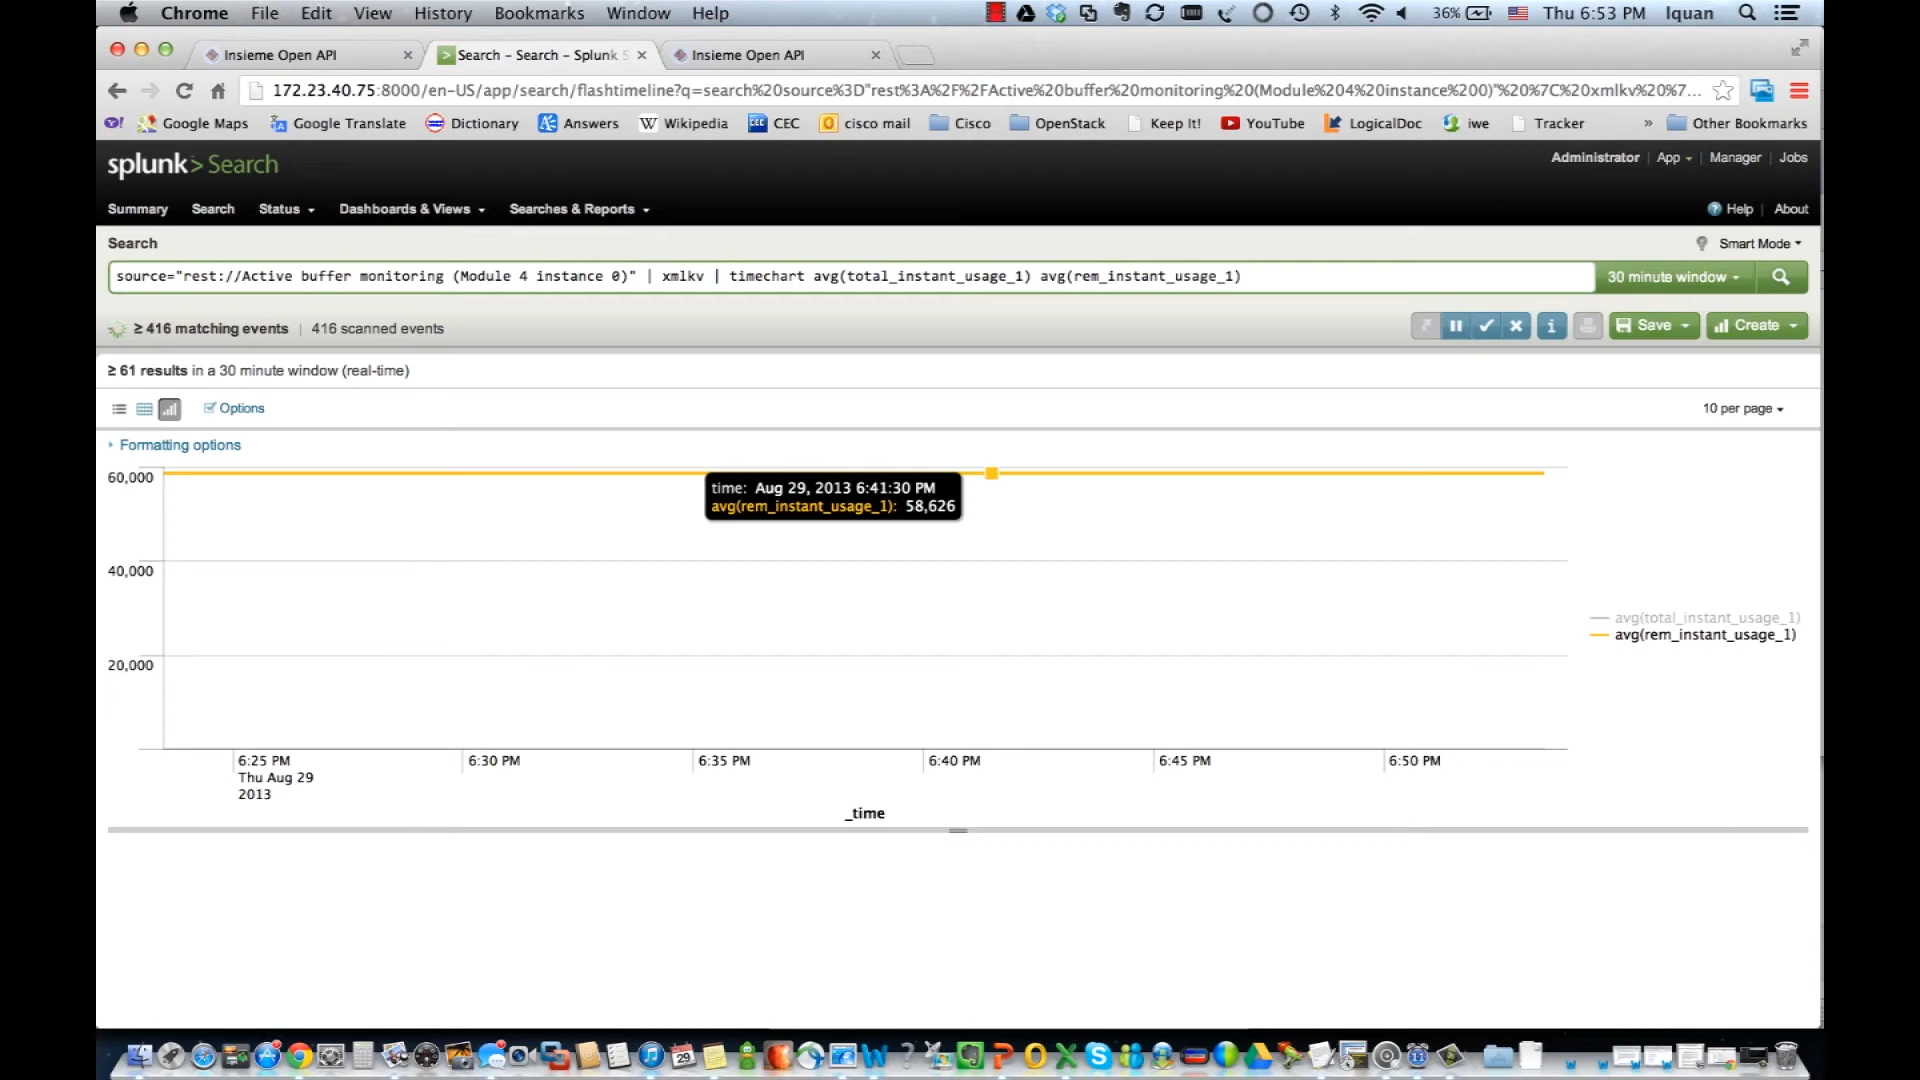 Chrome File Edit View History Bookmarks Window Help 36% Thu 6:53 PM Iquan
Insieme Open API
Search – Search – Splunk
Insieme Open API
172.23.40.75:8000/en-US/app/search/flashtimeline?q=search%20source%3D"rest%3A%2F%2FActive%20buffer%20monitoring%20(Module%204%20instance%200)"%20%7C%20xmlkv%20%7...
Google Maps Google Translate Dictionary Answers Wikipedia CEC cisco mail Cisco OpenStack Keep It! YouTube LogicalDoc iwe Tracker » Other Bookmarks
splunk> Search
Administrator | App | Manager | Jobs
Summary Search Status Dashboards & Views Searches & Reports
Help | About
Search
Smart Mode
source="rest://Active buffer monitoring (Module 4 instance 0)" | xmlkv | timechart avg(total_instant_usage_1) avg(rem_instant_usage_1)
30 minute window
≥ 416 matching events | 416 scanned events
Save Create
≥ 61 results in a 30 minute window (real-time)
Options
10 per page
Formatting options
60,000
time: Aug 29, 2013 6:41:30 PM
avg(rem_instant_usage_1): 58,626
40,000
20,000
avg(total_instant_usage_1)
avg(rem_instant_usage_1)
6:25 PM 6:30 PM 6:35 PM 6:40 PM 6:45 PM 6:50 PM
Thu Aug 29
2013
_time